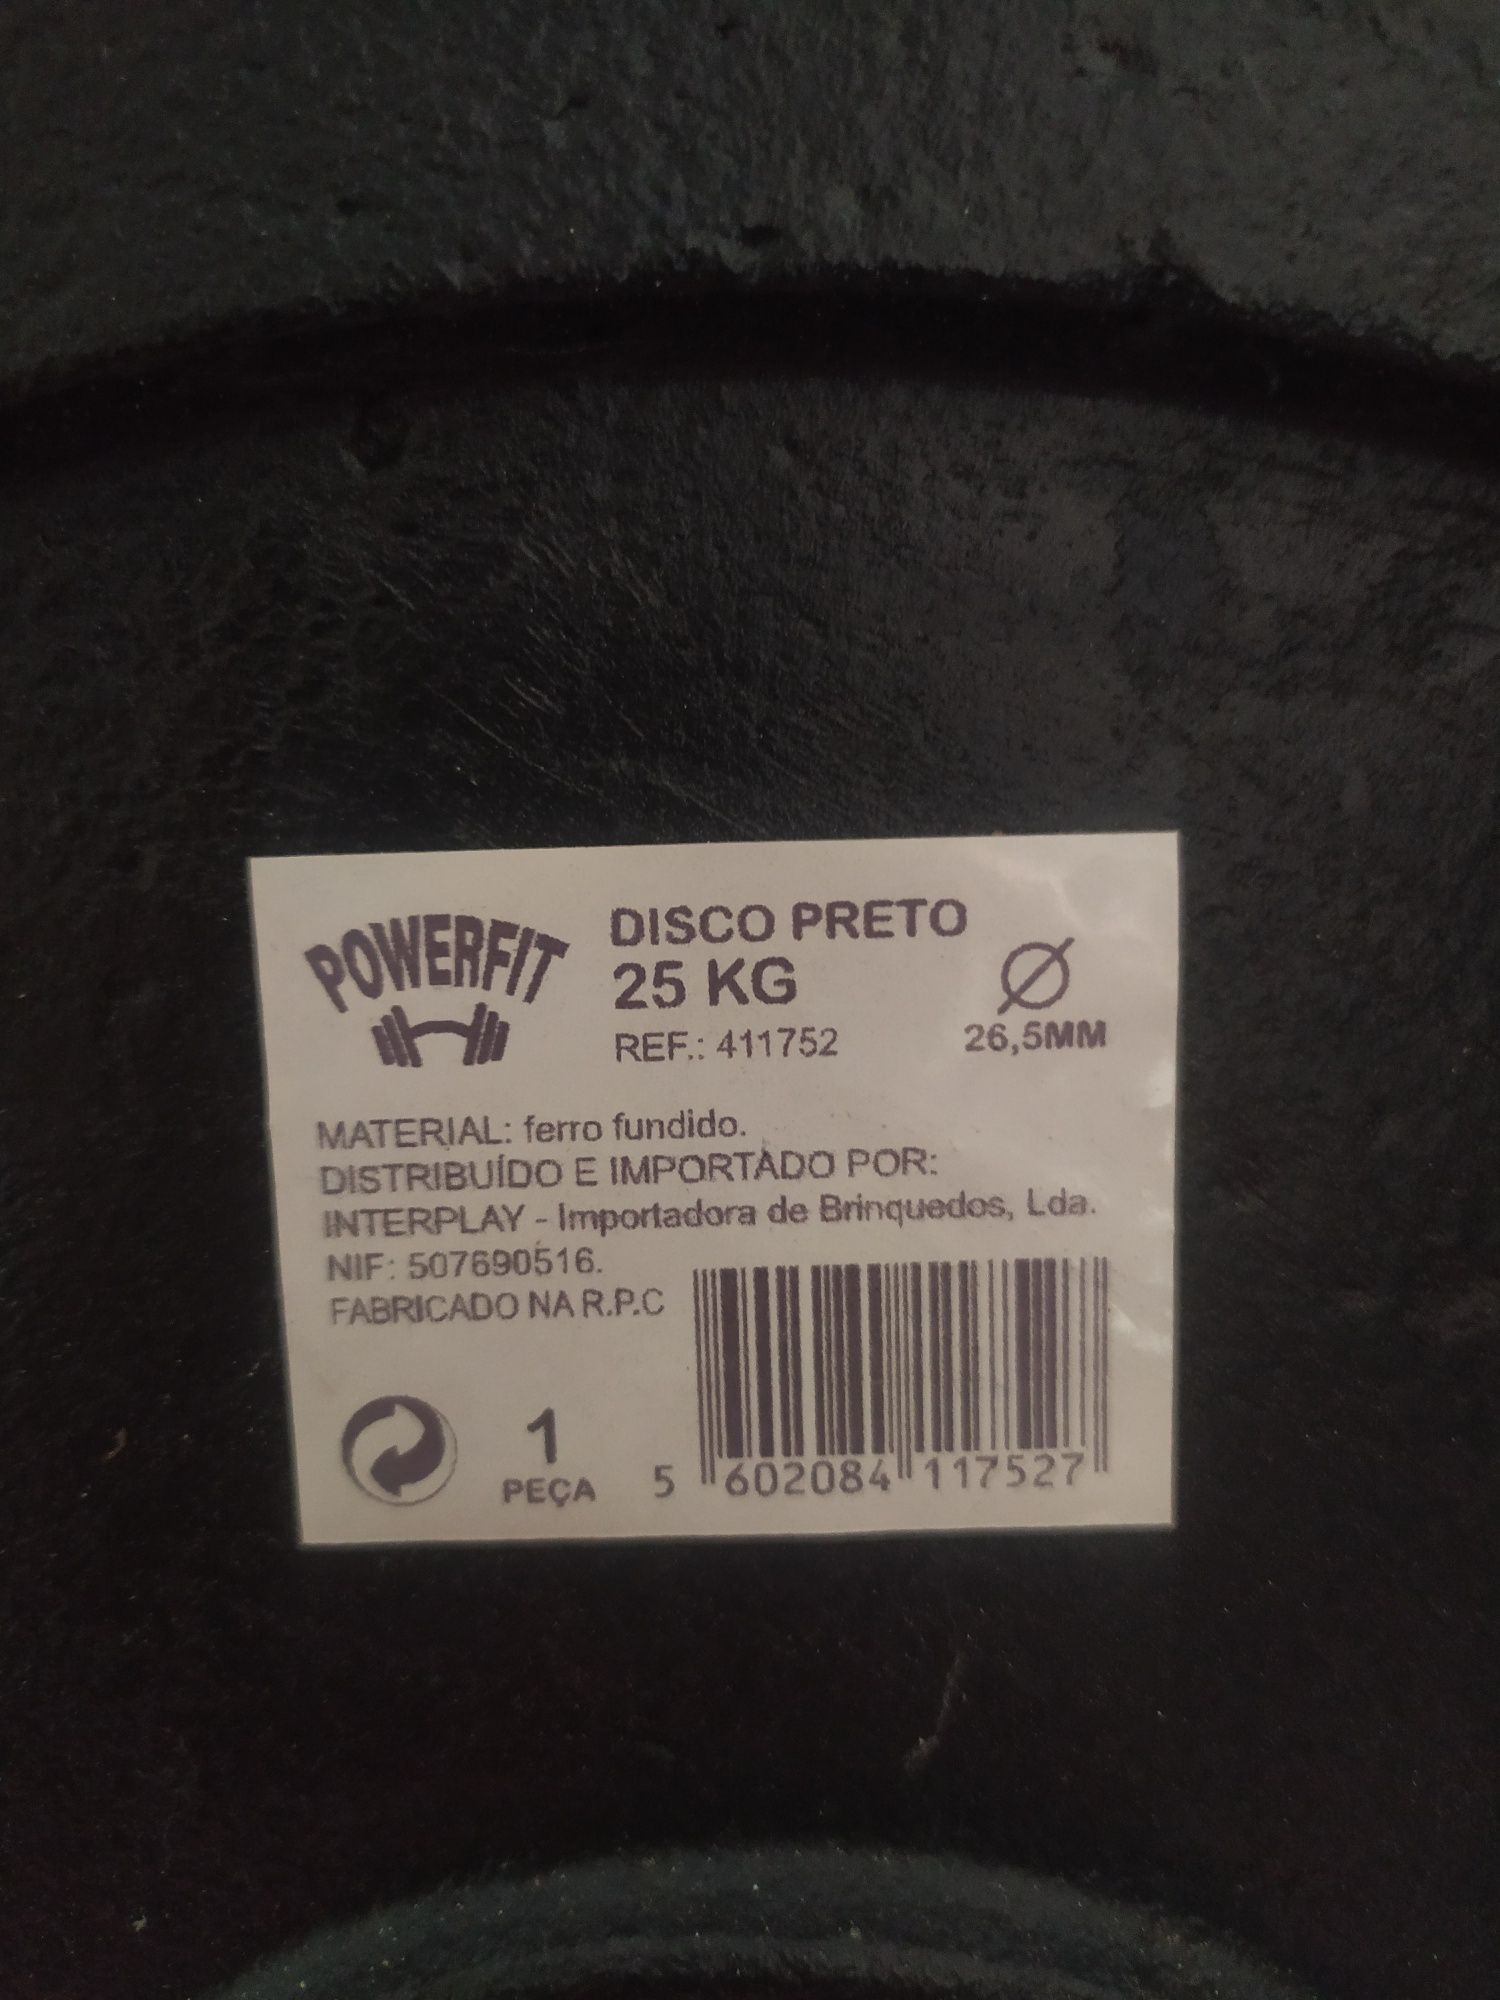 POWERFIT
DISCO PRETO
25 KG
REF.: 411752
26,5MM
MATERIAL: ferro fundido.
DISTRIBUÍDO E IMPORTADO POR:
INTERPLAY - Importadora de Brinquedos, Lda.
NIF: 507690516.
FABRICADO NA R.P.C
1
PEÇA
5 602084 117527